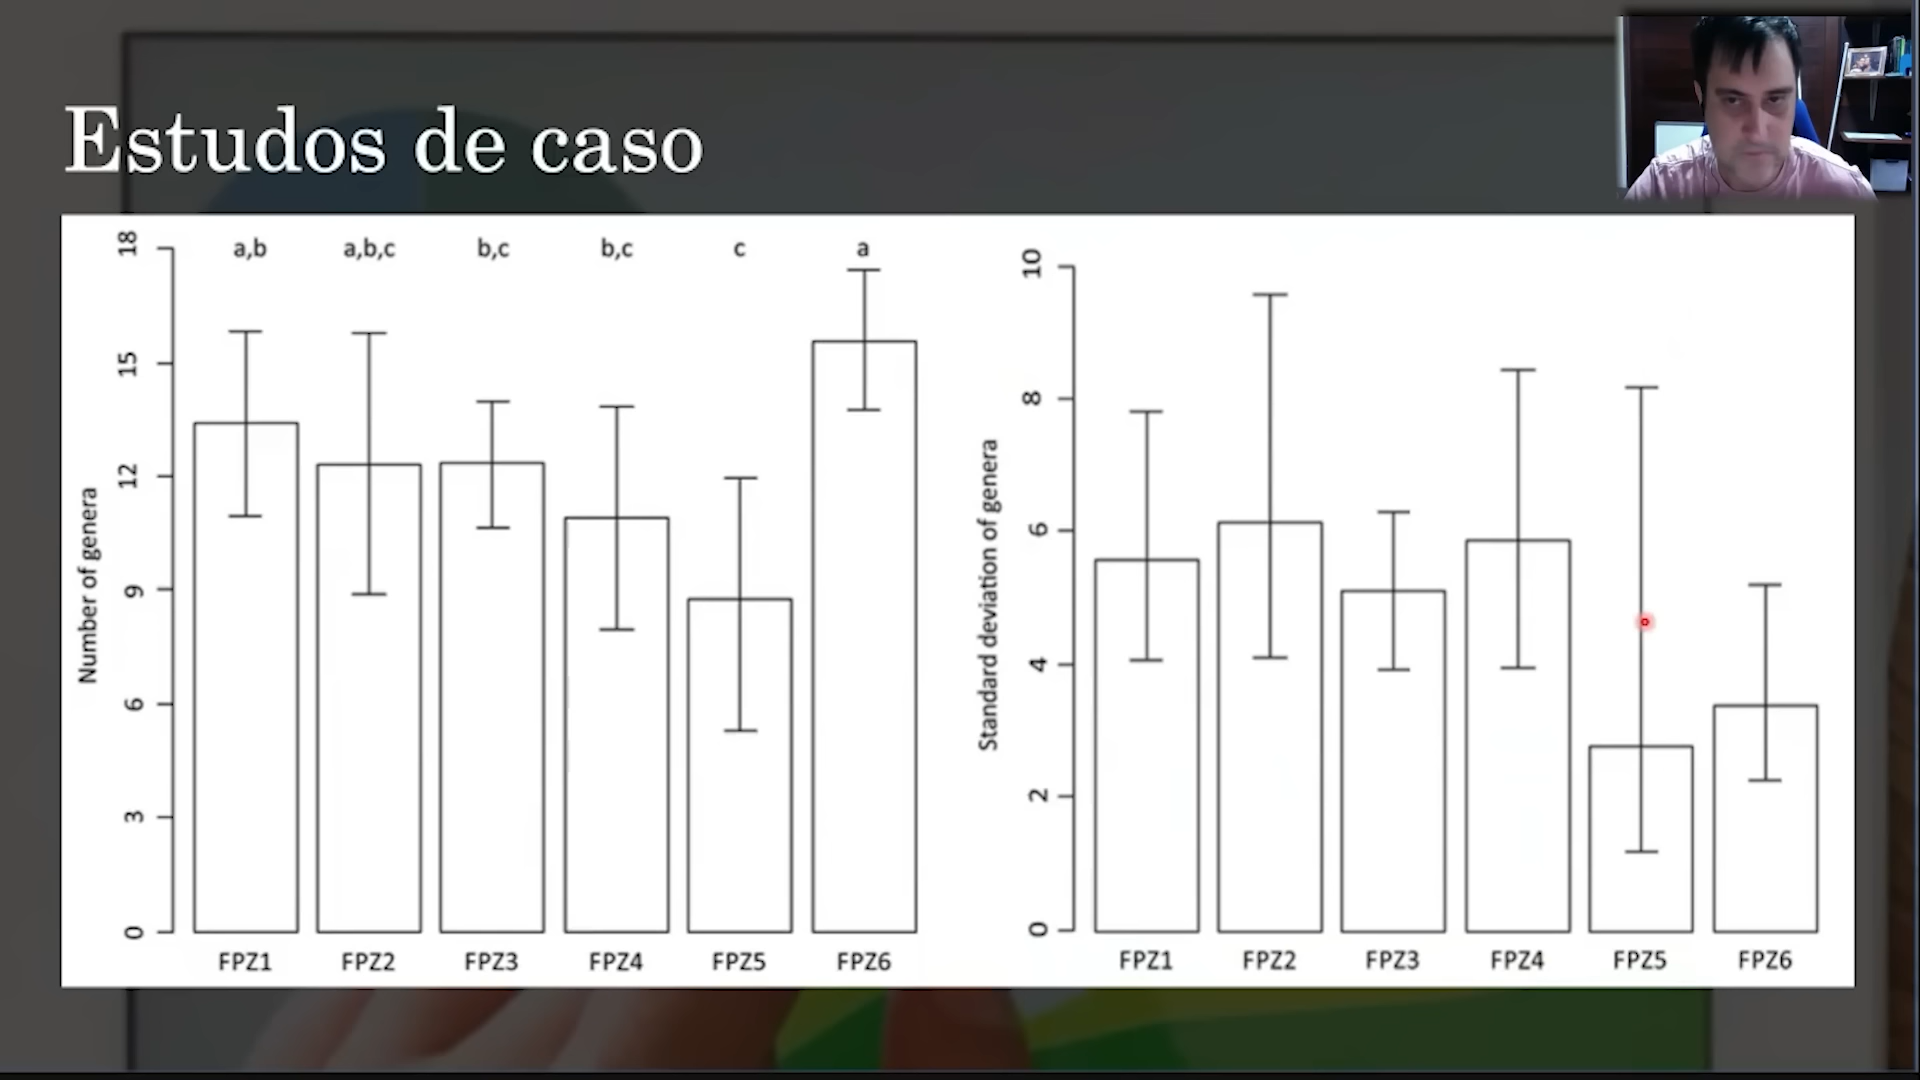 Estudos de caso
Number of genera
18
15
12
9
6
3
0
a,b
a,b,c
b,c
b,c
c
a
FPZ1
FPZ2
FPZ3
FPZ4
FPZ5
FPZ6
Standard deviation of genera
10
8
6
4
2
0
FPZ1
FPZ2
FPZ3
FPZ4
FPZ5
FPZ6